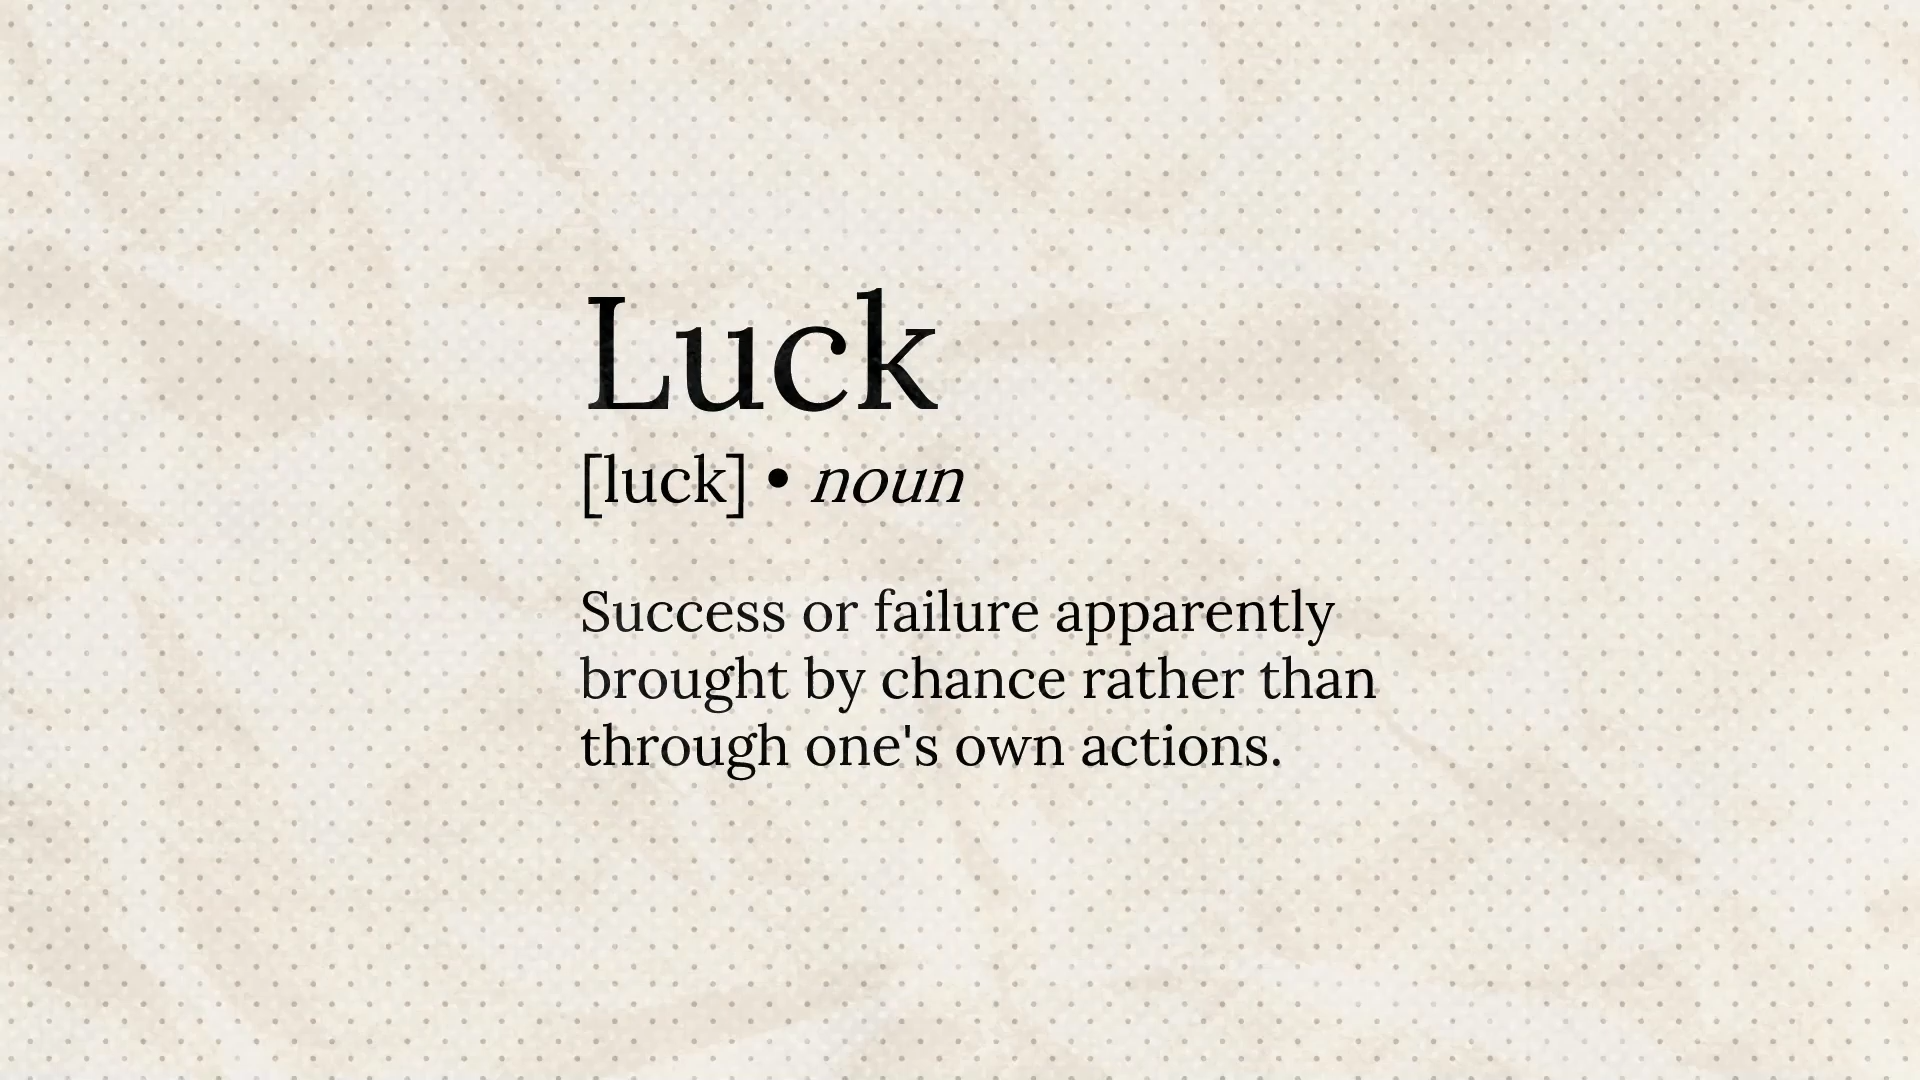 Luck
[luck] • noun
Success or failure apparently
brought by chance rather than
through one's own actions.